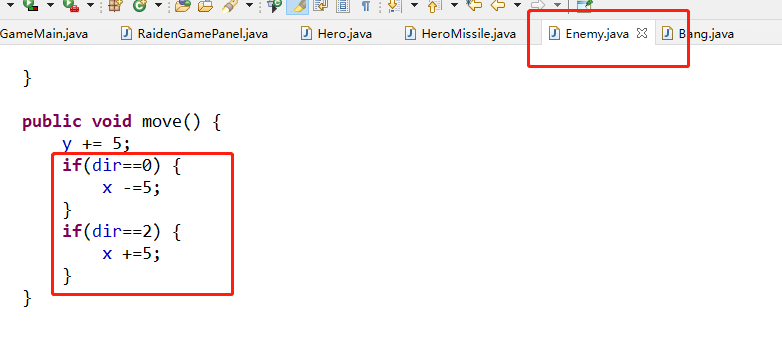 GameMain.java
RaidenGamePanel.java
Hero.java
HeroMissile.java
Enemy.java
Bang.java
}
public void move() {
y += 5;
if(dir==0) {
x -=5;
}
if(dir==2) {
x +=5;
}
}